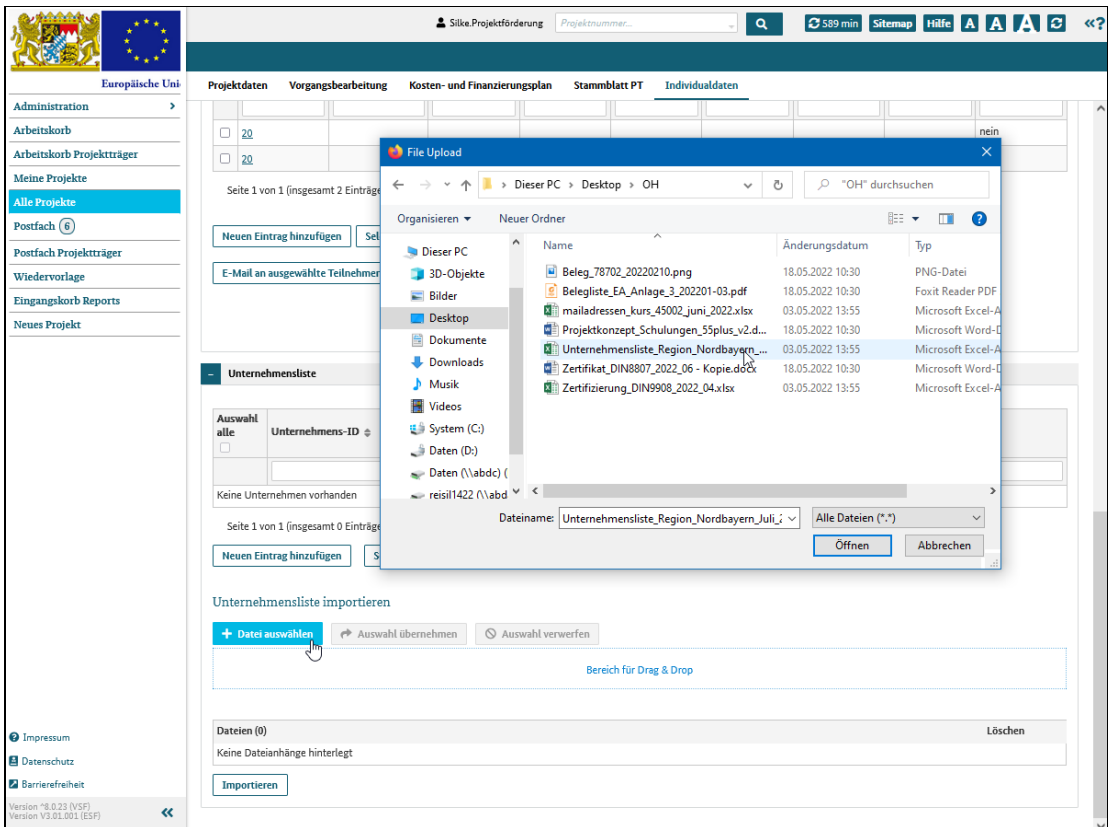 Silke.Projektförderung
Projektnummer...
589 min
Sitemap
Hilfe
A A A
«?
Europäische Uni
Projektdaten Vorgangsbearbeitung Kosten- und Finanzierungsplan Stammblatt PT Individualdaten
Administration
Arbeitskorb
Arbeitskorb Projektträger
Meine Projekte
Alle Projekte
Postfach 6
Postfach Projektträger
Wiedervorlage
Eingangskorb Reports
Neues Projekt
20
nein
20
Seite 1 von 1 (insgesamt 2 Einträge
Neuen Eintrag hinzufügen Sel
E-Mail an ausgewählte Teilnehmer
File Upload
Dieser PC > Desktop > OH
"OH" durchsuchen
Organisieren Neuer Ordner
Dieser PC
3D-Objekte
Bilder
Desktop
Dokumente
Downloads
Musik
Videos
System (C:)
Daten (D:)
Daten (\\abdc) (
reisil1422 (\\abd
Name Änderungsdatum Typ
Beleg_78702_20220210.png 18.05.2022 10:30 PNG-Datei
Belegliste_EA_Anlage_3_202201-03.pdf 18.05.2022 10:30 Foxit Reader PDF
mailadressen_kurs_45002_juni_2022.xlsx 03.05.2022 13:55 Microsoft Excel-A
Projektkonzept_Schulungen_55plus_v2.d... 18.05.2022 10:30 Microsoft Word-D
Unternehmensliste_Region_Nordbayern_... 03.05.2022 13:55 Microsoft Excel-A
Zertifikat_DIN8807_2022_06 - Kopie.docx 18.05.2022 10:30 Microsoft Word-D
Zertifizierung_DIN9908_2022_04.xlsx 03.05.2022 13:55 Microsoft Excel-A
Dateiname: Unternehmensliste_Region_Nordbayern_Juli_2 Alle Dateien (*.*)
Öffnen Abbrechen
Unternehmensliste
Auswahl alle Unternehmens-ID
Keine Unternehmen vorhanden
Seite 1 von 1 (insgesamt 0 Einträge
Neuen Eintrag hinzufügen S
Unternehmensliste importieren
+ Datei auswählen Auswahl übernehmen Auswahl verwerfen
Bereich für Drag & Drop
Dateien (0) Löschen
Keine Dateianhänge hinterlegt
Importieren
Impressum
Datenschutz
Barrierefreiheit
Version ^8.0.23 (VSF)
Version V3.01.001 (ESF)